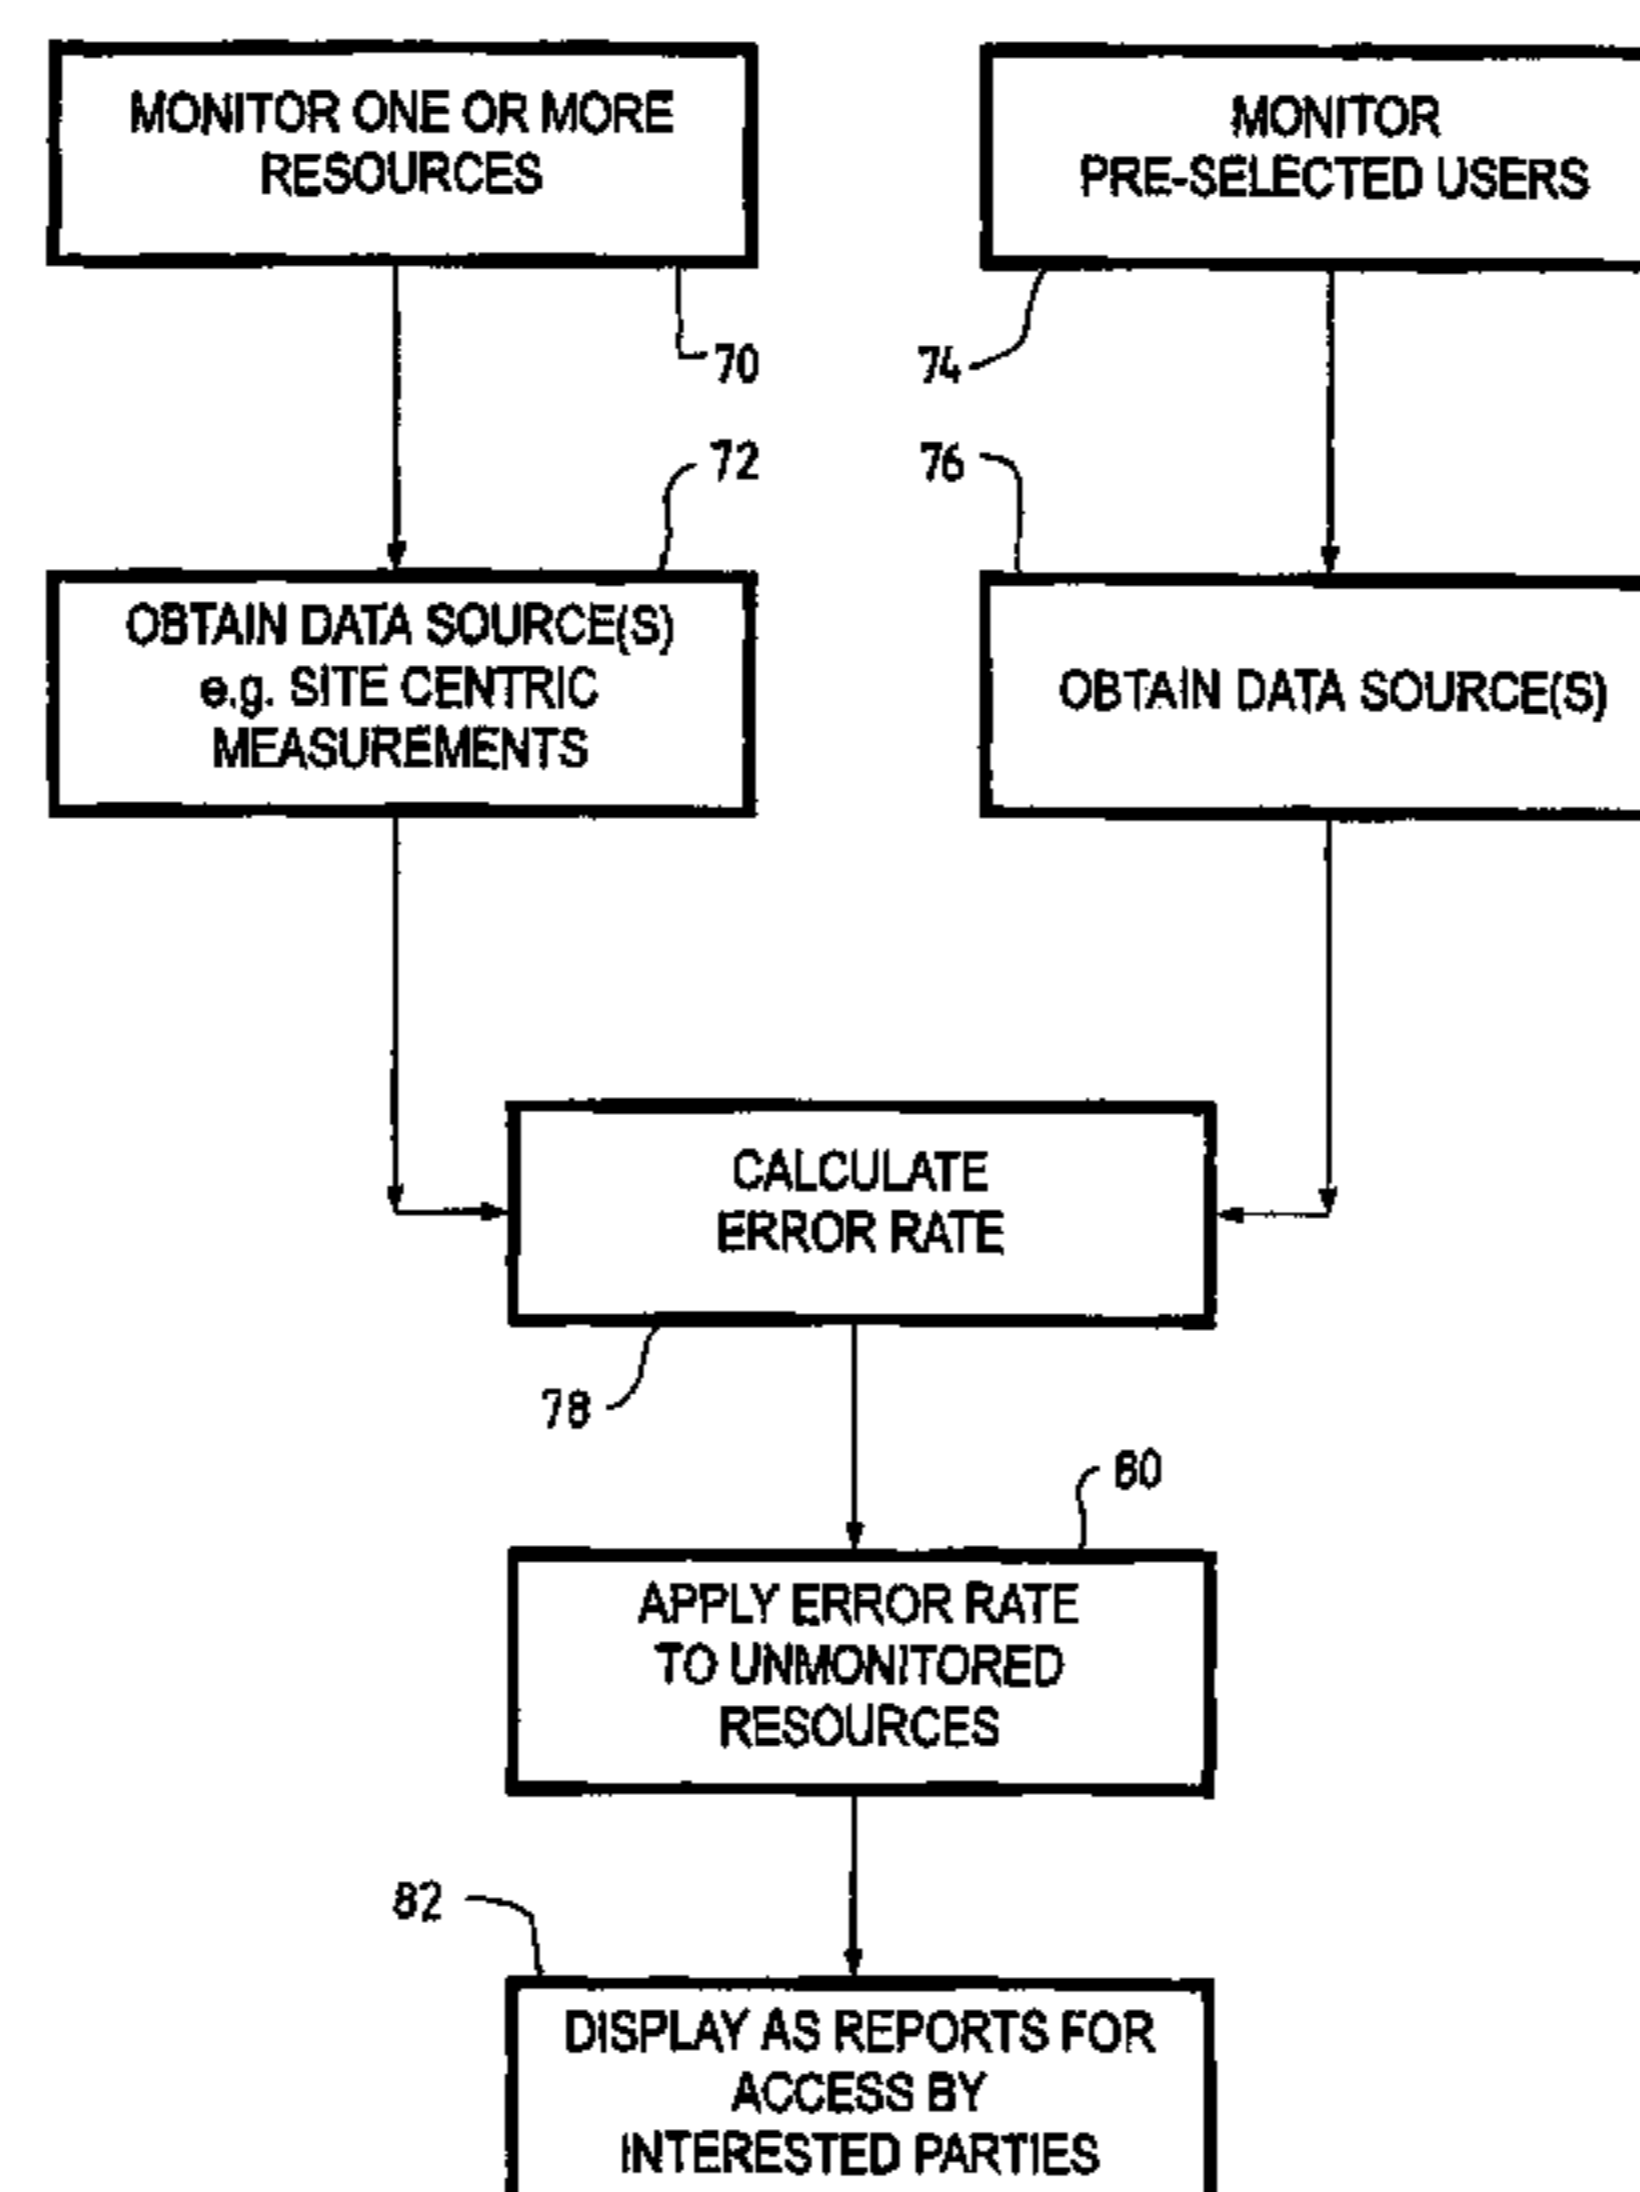 MONITOR ONE OR MORE
RESOURCES
70
72
OBTAIN DATA SOURCE(S)
e.g. SITE CENTRIC
MEASUREMENTS
MONITOR
PRE-SELECTED USERS
74
76
OBTAIN DATA SOURCE(S)
CALCULATE
ERROR RATE
78
80
APPLY ERROR RATE
TO UNMONITORED
RESOURCES
82
DISPLAY AS REPORTS FOR
ACCESS BY
INTERESTED PARTIES